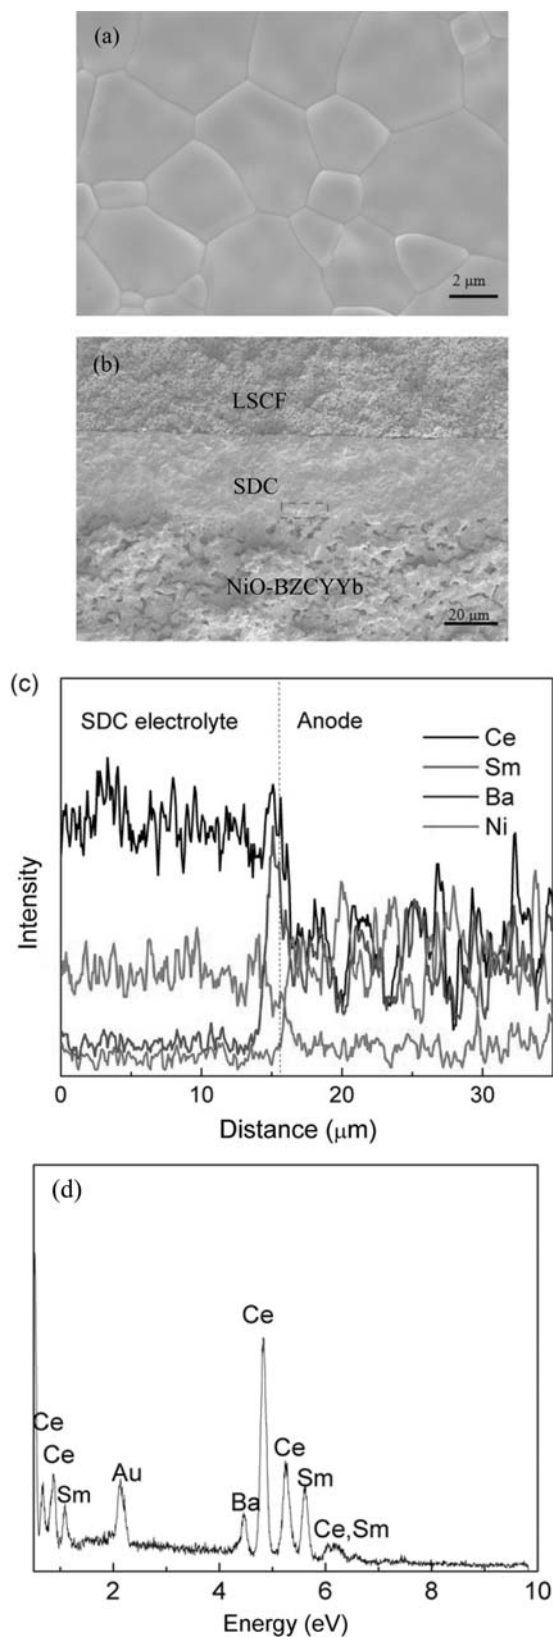 (a)
2 μm
(b)
LSCF
SDC
NiO-BZCYYb
20 μm
(c)
SDC electrolyte
Anode
Ce
Sm
Ba
Ni
Intensity
0
10
20
30
Distance (μm)
(d)
Ce
Ce
Ce
Sm
Au
Ba
Ce
Sm
Ce,Sm
2
4
6
8
10
Energy (eV)